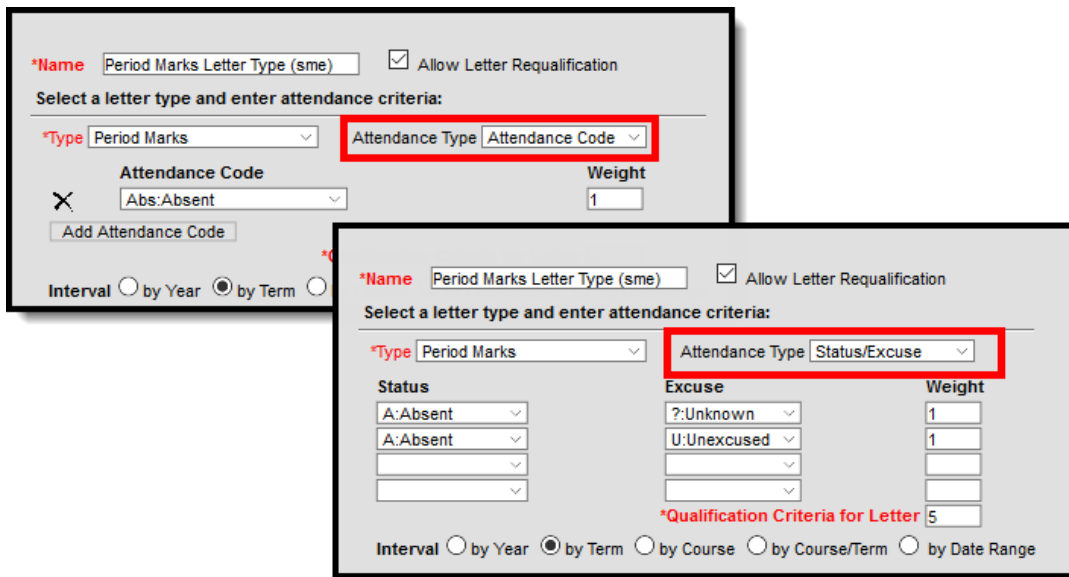 *Name Period Marks Letter Type (sme) Allow Letter Requalification
Select a letter type and enter attendance criteria:
*Type Period Marks Attendance Type Attendance Code
Attendance Code Weight
Abs:Absent 1
Add Attendance Code
Interval by Year by Term
*Name Period Marks Letter Type (sme) Allow Letter Requalification
Select a letter type and enter attendance criteria:
*Type Period Marks Attendance Type Status/Excuse
Status Excuse Weight
A:Absent ?:Unknown 1
A:Absent U:Unexcused 1
*Qualification Criteria for Letter 5
Interval by Year by Term by Course by Course/Term by Date Range